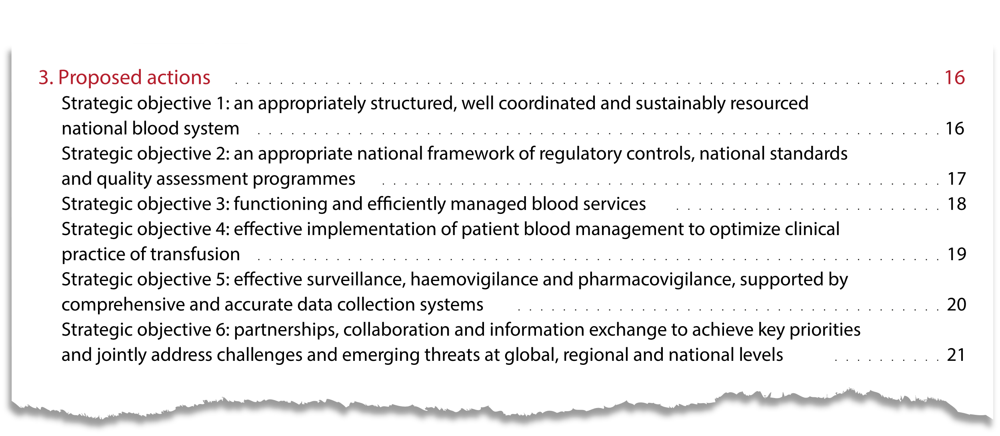 3. Proposed actions . . . . . . . . . . . . . . . . . . . . . . . . . . . . . . . . . . . . . . . . . . . . . . . . . . . . . . . . . . . . . . . 16
Strategic objective 1: an appropriately structured, well coordinated and sustainably resourced
national blood system . . . . . . . . . . . . . . . . . . . . . . . . . . . . . . . . . . . . . . . . . . . . . . . . . . . . . . . . . . . . . 16
Strategic objective 2: an appropriate national framework of regulatory controls, national standards
and quality assessment programmes . . . . . . . . . . . . . . . . . . . . . . . . . . . . . . . . . . . . . . . . . . . . . . . . . . 17
Strategic objective 3: functioning and efficiently managed blood services . . . . . . . . . . . . . . . . . . . . . . . . 18
Strategic objective 4: effective implementation of patient blood management to optimize clinical
practice of transfusion . . . . . . . . . . . . . . . . . . . . . . . . . . . . . . . . . . . . . . . . . . . . . . . . . . . . . . . . . . . . . 19
Strategic objective 5: effective surveillance, haemovigilance and pharmacovigilance, supported by
comprehensive and accurate data collection systems . . . . . . . . . . . . . . . . . . . . . . . . . . . . . . . . . . . . . . 20
Strategic objective 6: partnerships, collaboration and information exchange to achieve key priorities
and jointly address challenges and emerging threats at global, regional and national levels . . . . . . . . . . 21